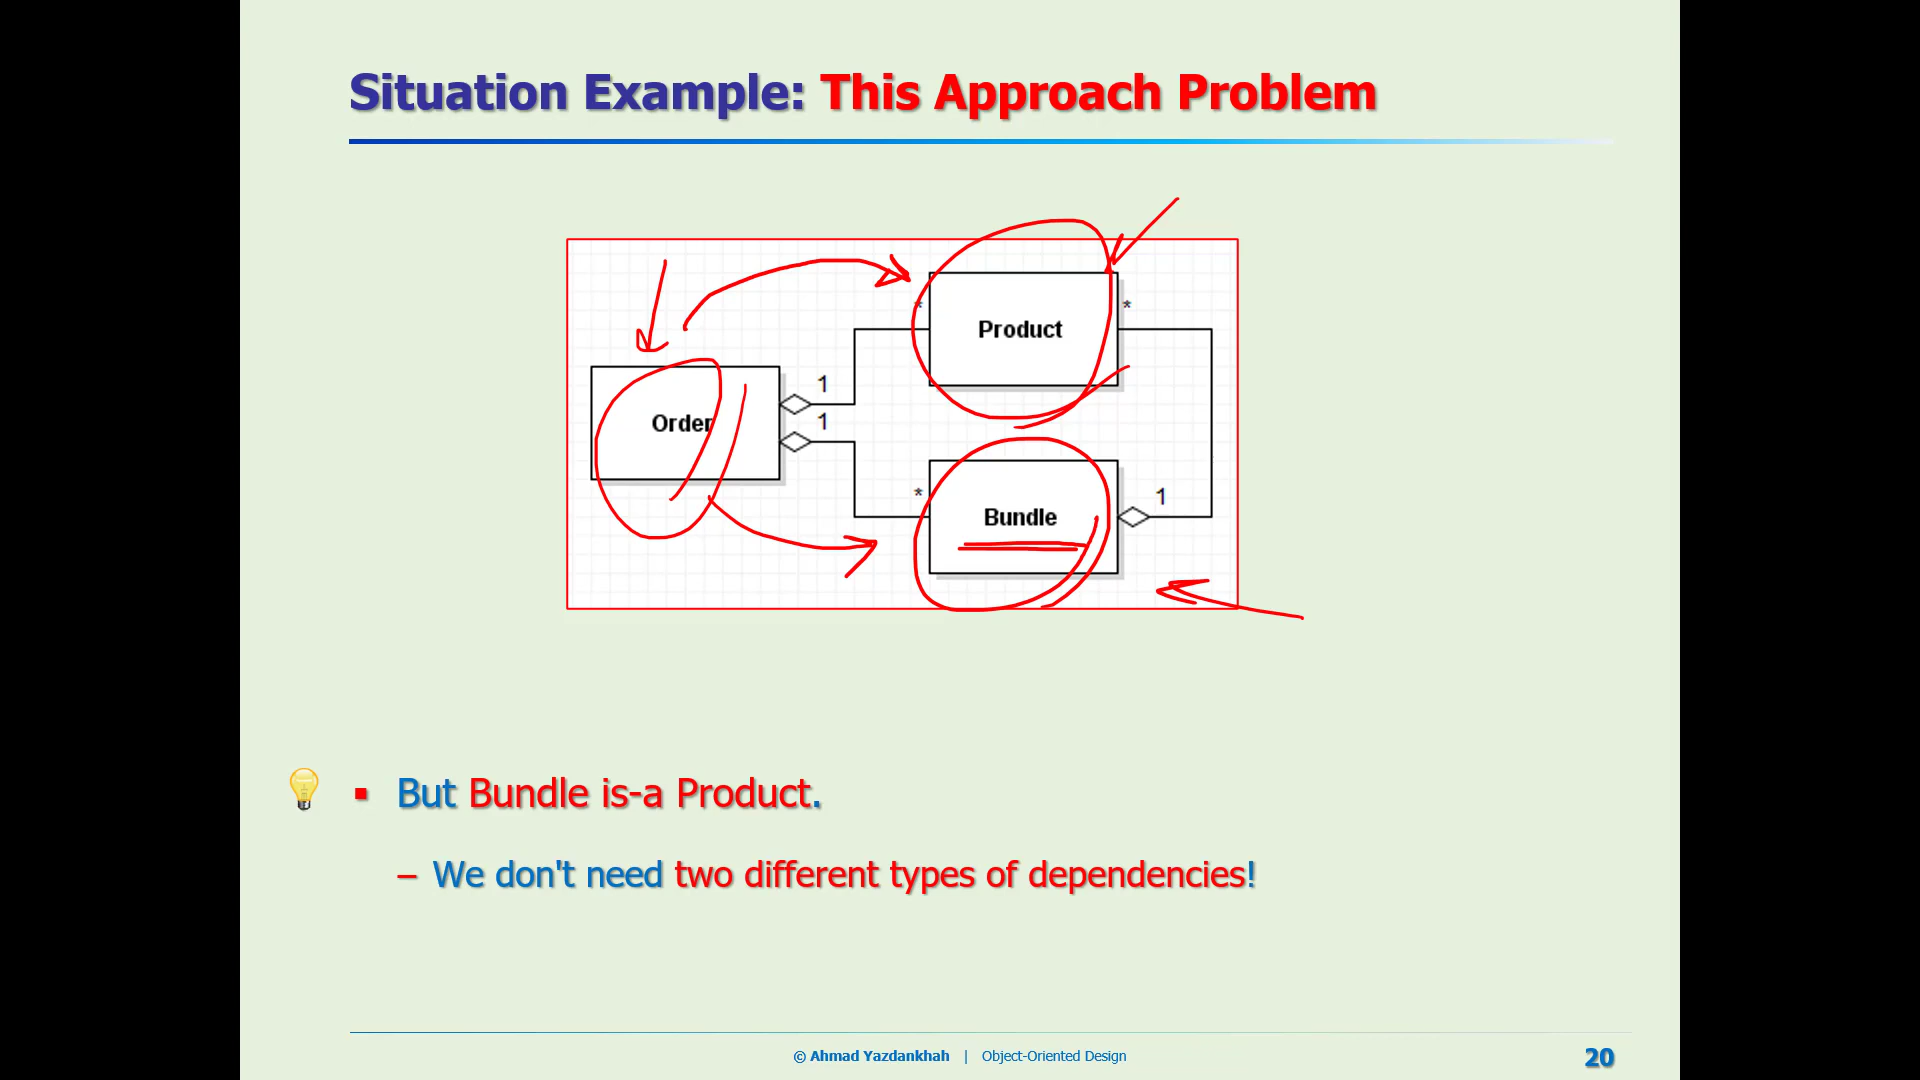 Situation Example: This Approach Problem
* Product *
1
Order
1
* Bundle 1
▪ But Bundle is-a Product.
– We don't need two different types of dependencies!
© Ahmad Yazdankhah | Object-Oriented Design
20